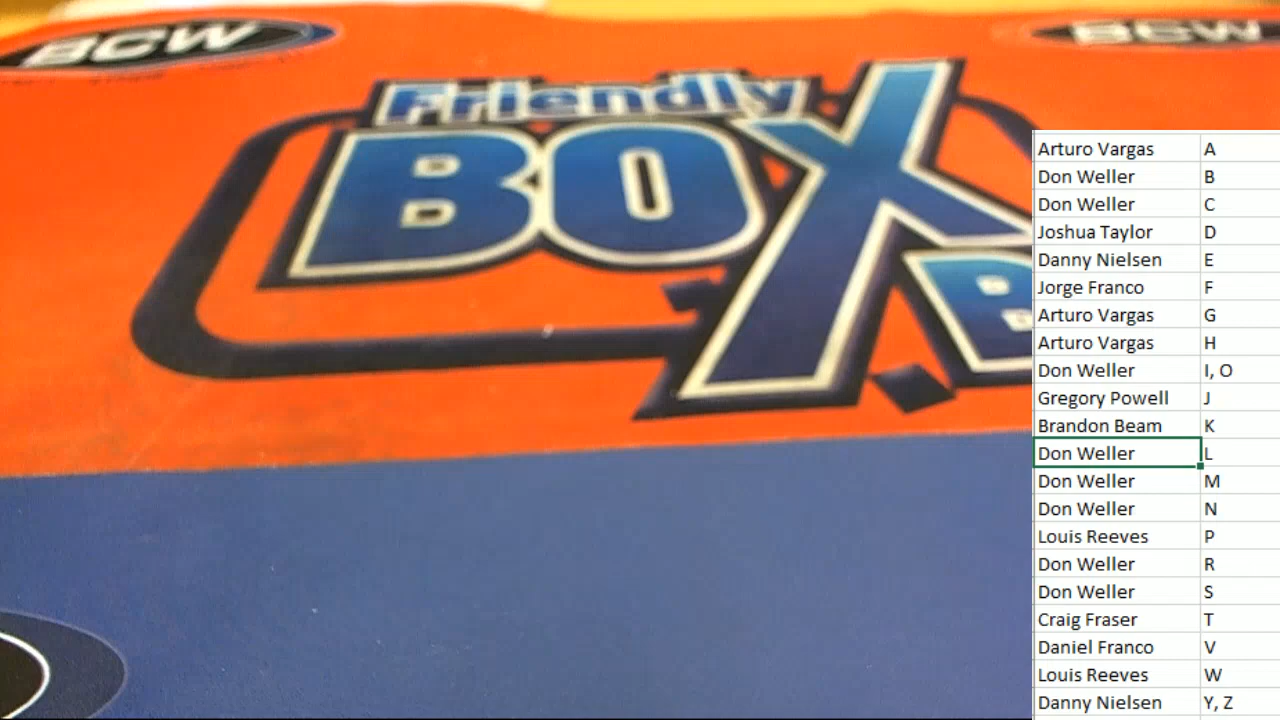 BCW
BCW
Friendly
BOX
B
Arturo Vargas A
Don Weller B
Don Weller C
Joshua Taylor D
Danny Nielsen E
Jorge Franco F
Arturo Vargas G
Arturo Vargas H
Don Weller I, O
Gregory Powell J
Brandon Beam K
Don Weller L
Don Weller M
Don Weller N
Louis Reeves P
Don Weller R
Don Weller S
Craig Fraser T
Daniel Franco V
Louis Reeves W
Danny Nielsen Y, Z